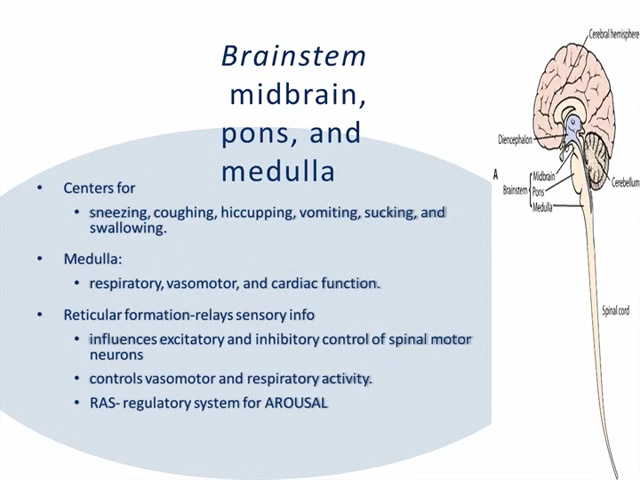 Brainstem
midbrain,
pons, and
medulla
• Centers for
• sneezing, coughing, hiccupping, vomiting, sucking, and
swallowing.
• Medulla:
• respiratory, vasomotor, and cardiac function.
• Reticular formation-relays sensory info
• influences excitatory and inhibitory control of spinal motor
neurons
• controls vasomotor and respiratory activity.
• RAS- regulatory system for AROUSAL
Cerebral hemisphere
Diencephalon
A
Midbrain
Brainstem
Pons
Medulla
Cerebellum
Spinal cord